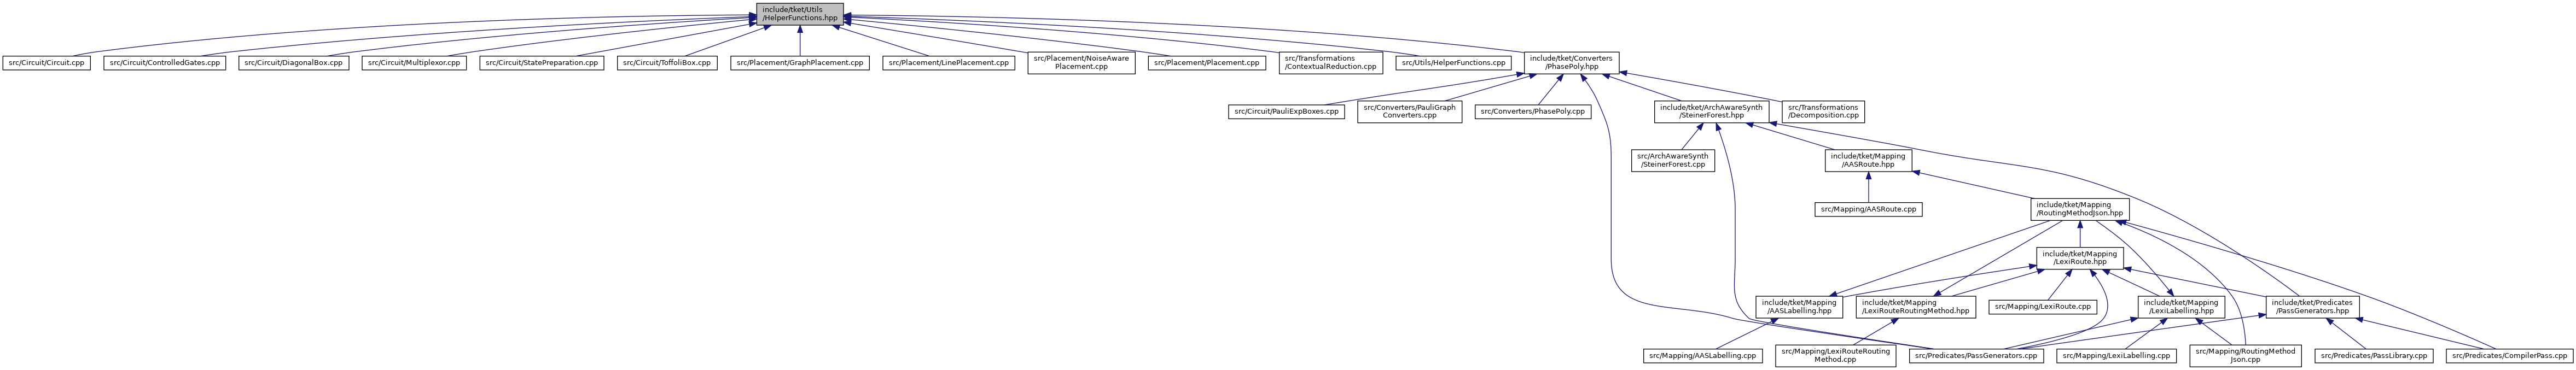 include/tket/Utils
/HelperFunctions.hpp
src/Circuit/Circuit.cpp
src/Circuit/ControlledGates.cpp
src/Circuit/DiagonalBox.cpp
src/Circuit/Multiplexor.cpp
src/Circuit/StatePreparation.cpp
src/Circuit/ToffoliBox.cpp
src/Placement/GraphPlacement.cpp
src/Placement/LinePlacement.cpp
src/Placement/NoiseAware
Placement.cpp
src/Placement/Placement.cpp
src/Transformations
/ContextualReduction.cpp
src/Utils/HelperFunctions.cpp
include/tket/Converters
/PhasePoly.hpp
src/Circuit/PauliExpBoxes.cpp
src/Converters/PauliGraph
Converters.cpp
src/Converters/PhasePoly.cpp
include/tket/ArchAwareSynth
/SteinerForest.hpp
src/Transformations
/Decomposition.cpp
src/ArchAwareSynth
/SteinerForest.cpp
include/tket/Mapping
/AASRoute.hpp
src/Mapping/AASRoute.cpp
include/tket/Mapping
/RoutingMethodJson.hpp
include/tket/Mapping
/LexiRoute.hpp
include/tket/Mapping
/AASLabelling.hpp
include/tket/Mapping
/LexiRouteRoutingMethod.hpp
src/Mapping/LexiRoute.cpp
include/tket/Mapping
/LexiLabelling.hpp
include/tket/Predicates
/PassGenerators.hpp
src/Mapping/AASLabelling.cpp
src/Mapping/LexiRouteRouting
Method.cpp
src/Predicates/PassGenerators.cpp
src/Mapping/LexiLabelling.cpp
src/Mapping/RoutingMethod
Json.cpp
src/Predicates/PassLibrary.cpp
src/Predicates/CompilerPass.cpp